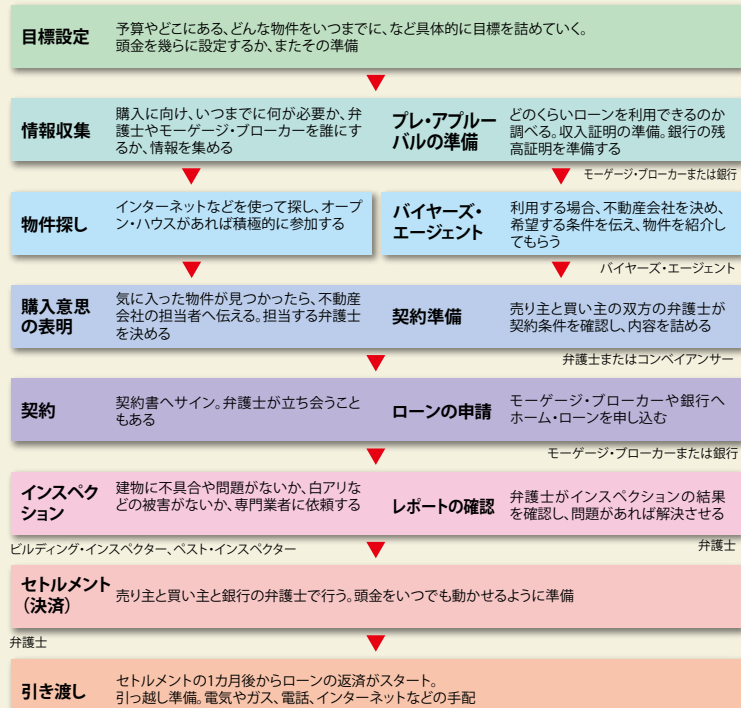 目標設定
予算やどこにある、どんな物件をいつまでに、など具体的に目標を詰めていく。
頭金を幾らに設定するか、またその準備
情報収集
購入に向け、いつまでに何が必要か、弁
護士やモーゲージ・ブローカーを誰にす
るか、情報を集める
プレ・アプルー
バルの準備
どのくらいローンを利用できるのか
調べる。収入証明の準備。銀行の残
高証明を準備する
モーゲージ・ブローカーまたは銀行
物件探し
インターネットなどを使って探し、オープ
ン・ハウスがあれば積極的に参加する
バイヤーズ・
エージェント
利用する場合、不動産会社を決め、
希望する条件を伝え、物件を紹介し
てもらう
バイヤーズ・エージェント
購入意思
の表明
気に入った物件が見つかったら、不動産
会社の担当者へ伝える。担当する弁護士
を決める
契約準備
売り主と買い主の双方の弁護士が
契約条件を確認し、内容を詰める
弁護士またはコンベイアンサー
契約
契約書へサイン。弁護士が立ち会うこと
もある
ローンの申請
モーゲージ・ブローカーや銀行へ
ホーム・ローンを申し込む
モーゲージ・ブローカーまたは銀行
インスペク
ション
建物に不具合や問題がないか、白アリな
どの被害がないか、専門業者に依頼する
レポートの確認
弁護士がインスペクションの結果
を確認し、問題があれば解決させる
ビルディング・インスペクター、ペスト・インスペクター
弁護士
セトルメント
(決済)
売り主と買い主と銀行の弁護士で行う。頭金をいつでも動かせるように準備
弁護士
引き渡し
セトルメントの1カ月後からローンの返済がスタート。
引っ越し準備。電気やガス、電話、インターネットなどの手配